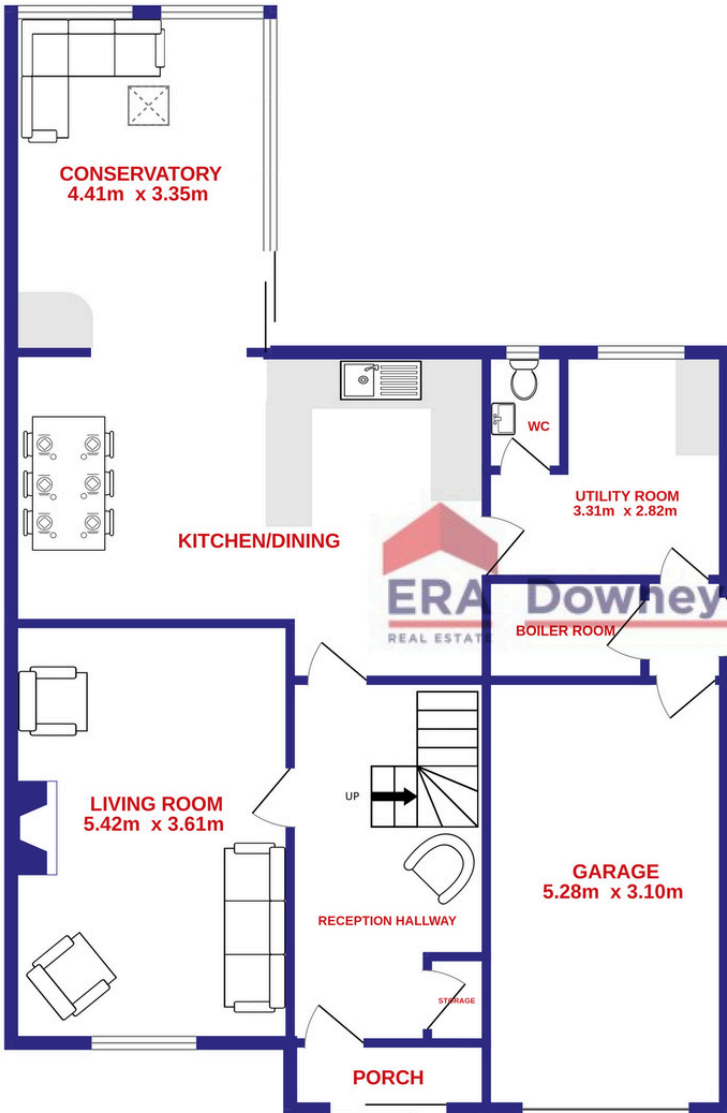 CONSERVATORY
4.41m x 3.35m
WC
UTILITY ROOM
3.31m x 2.82m
KITCHEN/DINING
ERA Downey
REAL ESTATE
BOILER ROOM
LIVING ROOM
5.42m x 3.61m
UP
GARAGE
5.28m x 3.10m
RECEPTION HALLWAY
STORAGE
PORCH